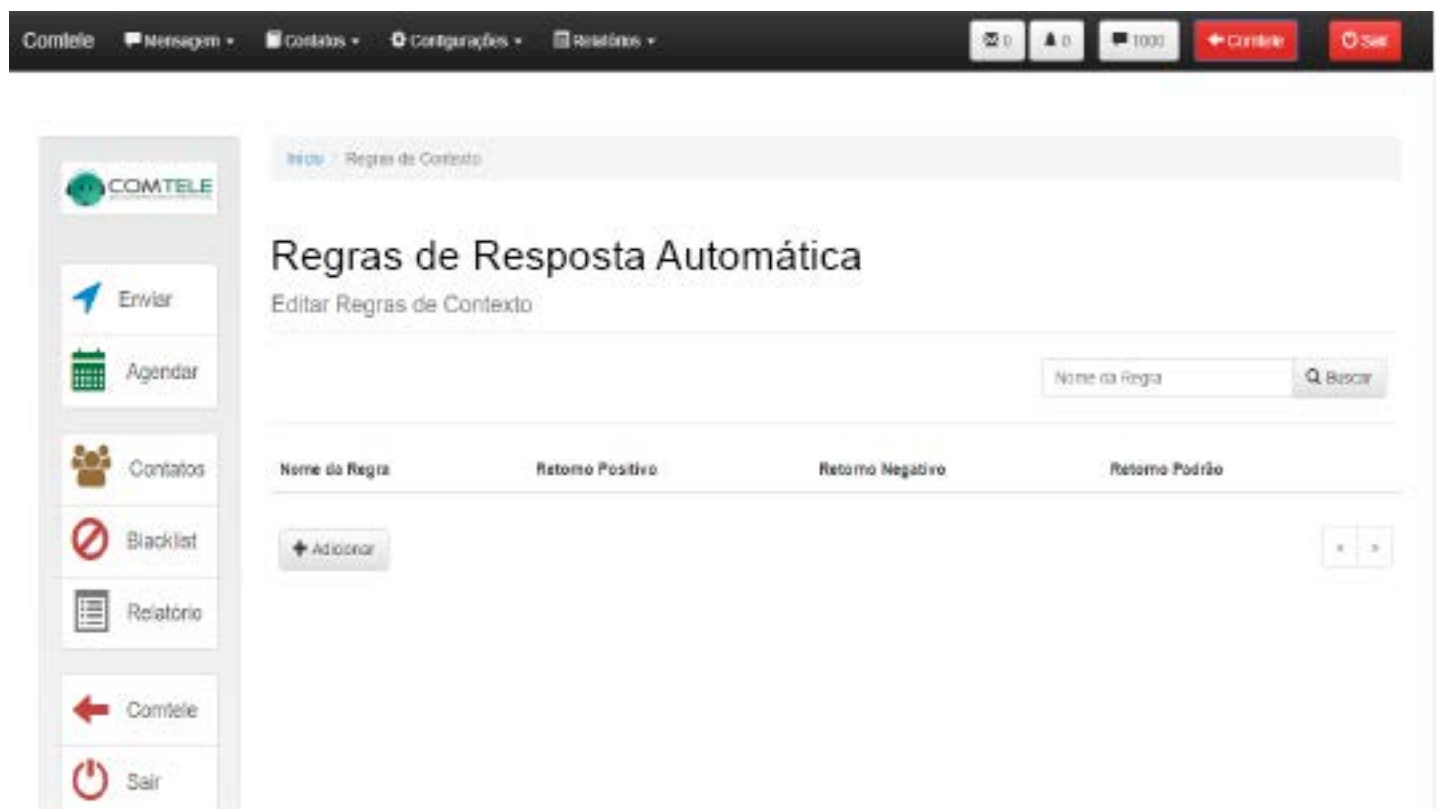 Comtele Mensagem Contatos Configurações Relatórios 0 0 1000 Comtele Sair
Início / Regras de Contexto
COMTELE
Regras de Resposta Automática
Editar Regras de Contexto
Enviar
Agendar
Nome da Regra Buscar
Contatos
Nome da Regra Retorno Positivo Retorno Negativo Retorno Padrão
Blacklist
Adicionar « »
Relatório
Comtele
Sair